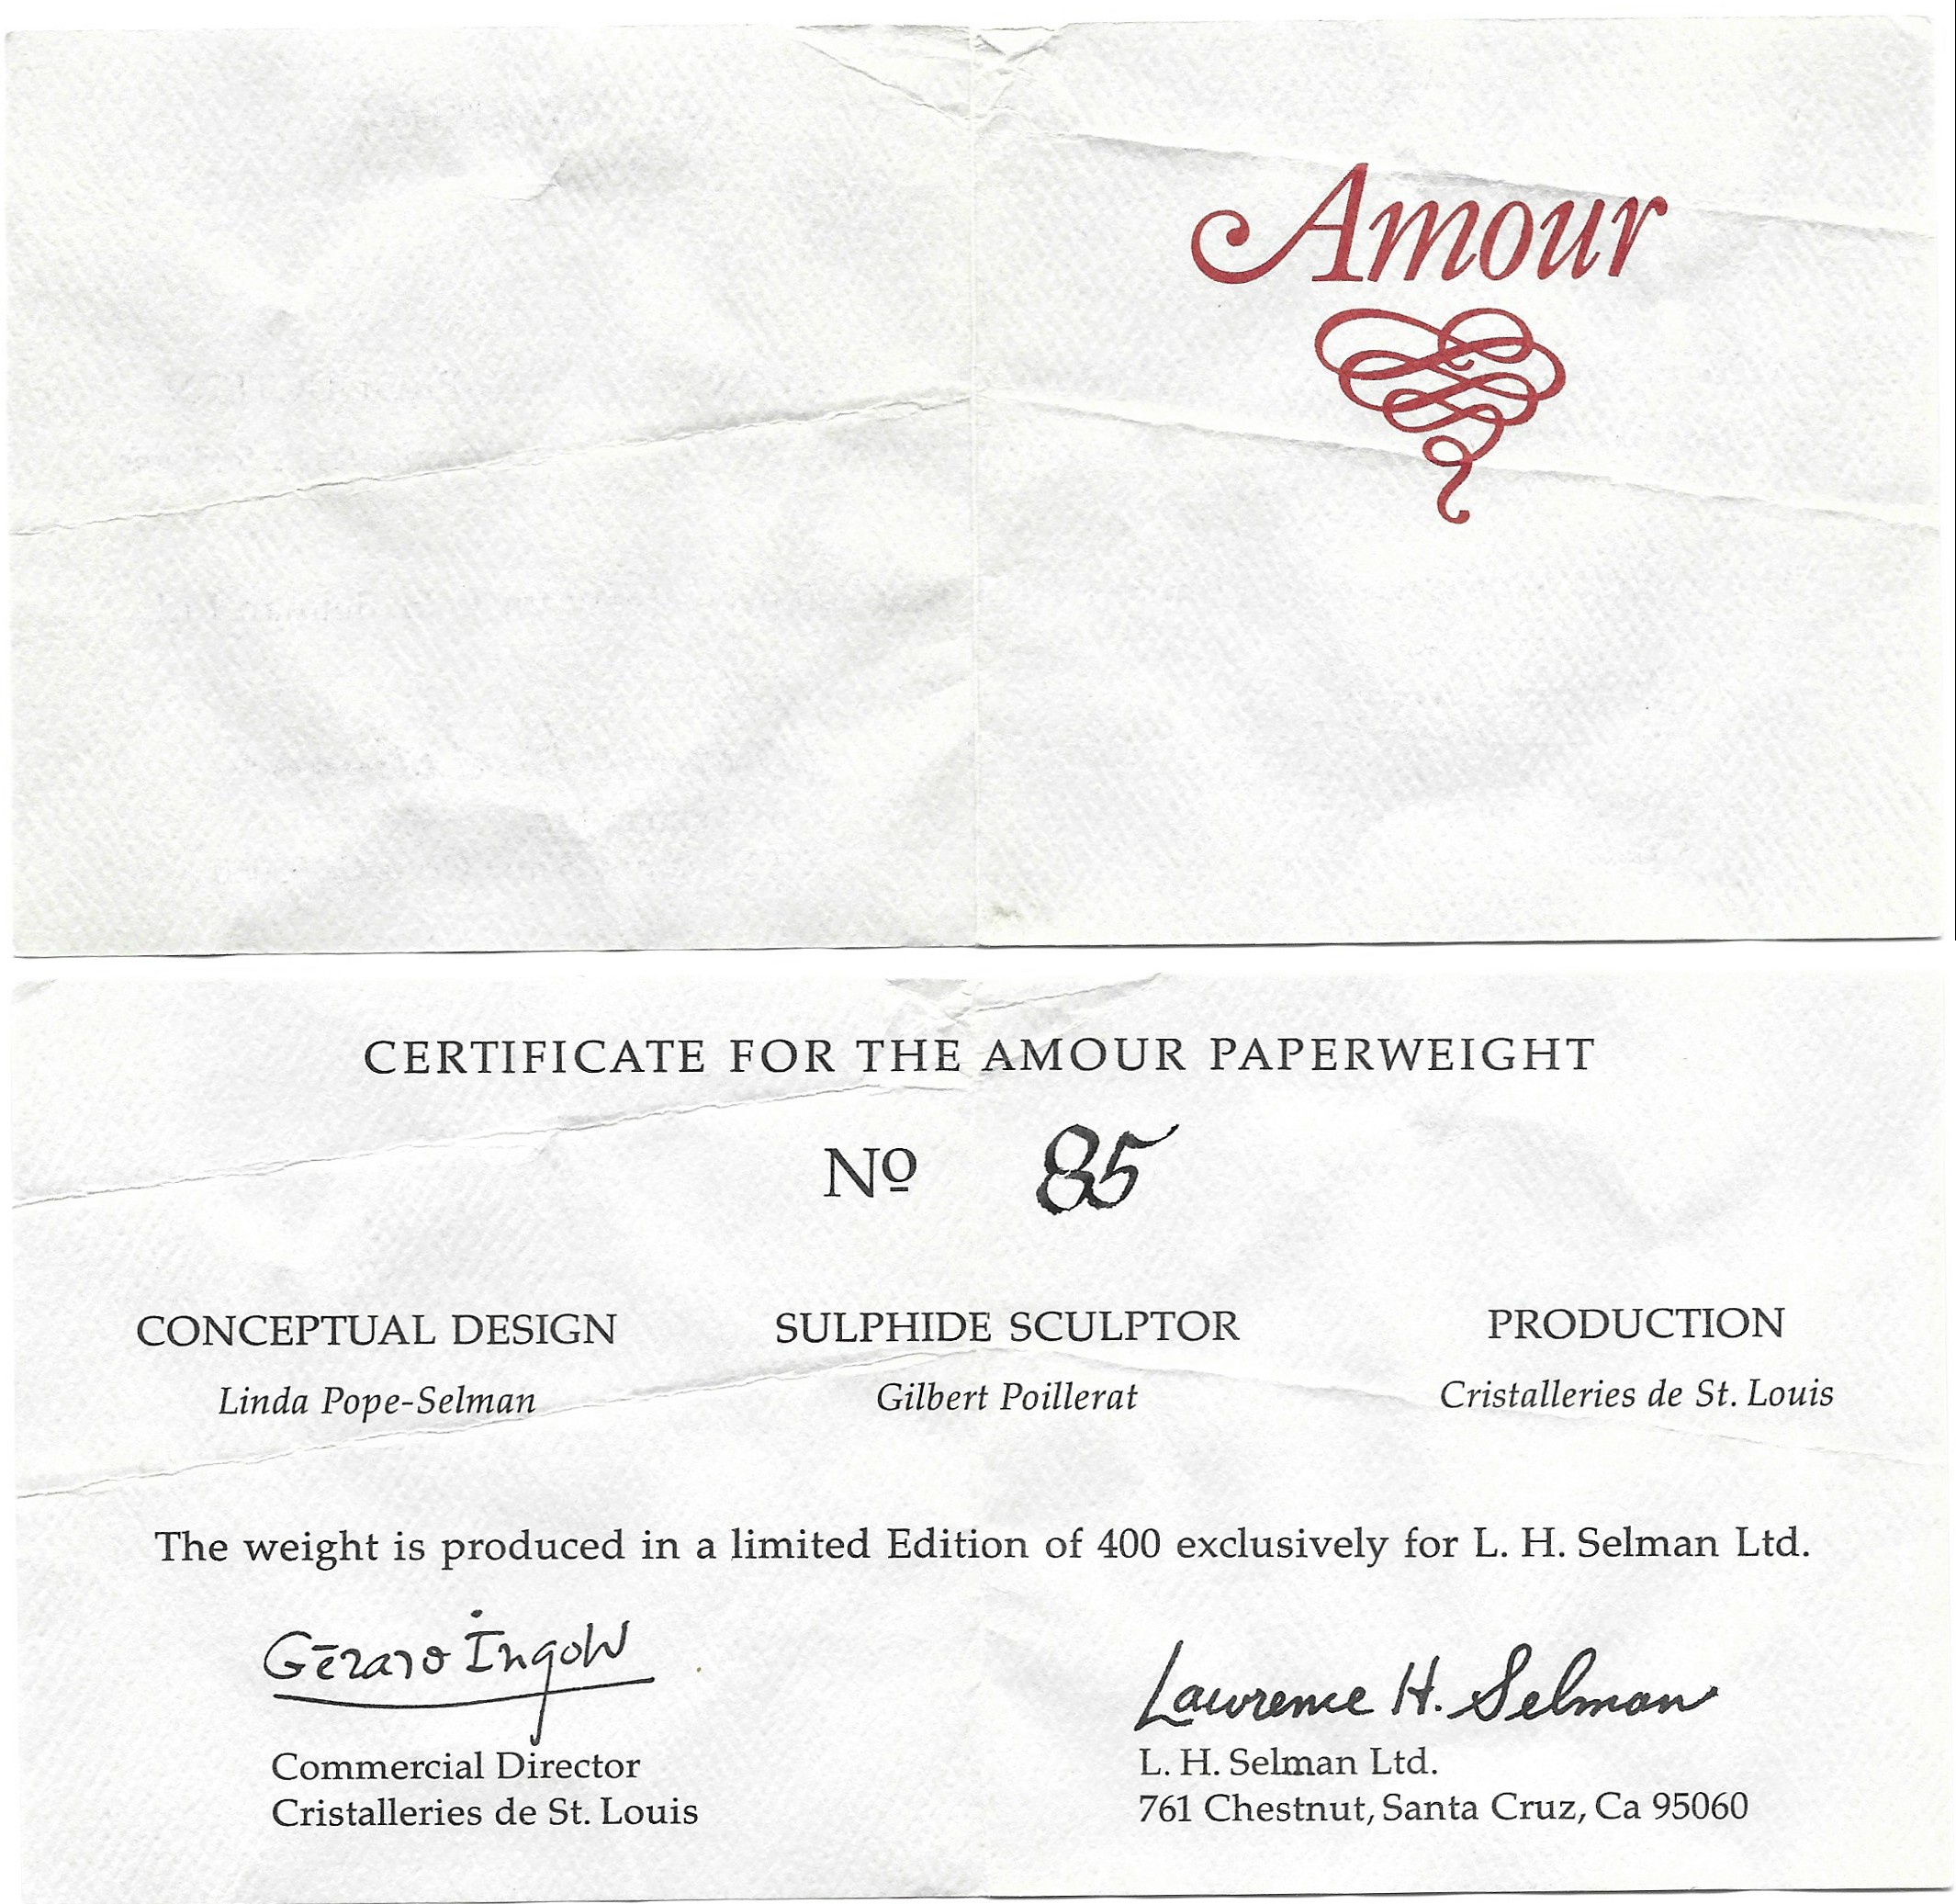 Amour
CERTIFICATE FOR THE AMOUR PAPERWEIGHT
Nº 85
CONCEPTUAL DESIGN
Linda Pope-Selman
SULPHIDE SCULPTOR
Gilbert Poillerat
PRODUCTION
Cristalleries de St. Louis
The weight is produced in a limited Edition of 400 exclusively for L. H. Selman Ltd.
Gérard Ingold
Commercial Director
Cristalleries de St. Louis
Lawrence H. Selman
L. H. Selman Ltd.
761 Chestnut, Santa Cruz, Ca 95060